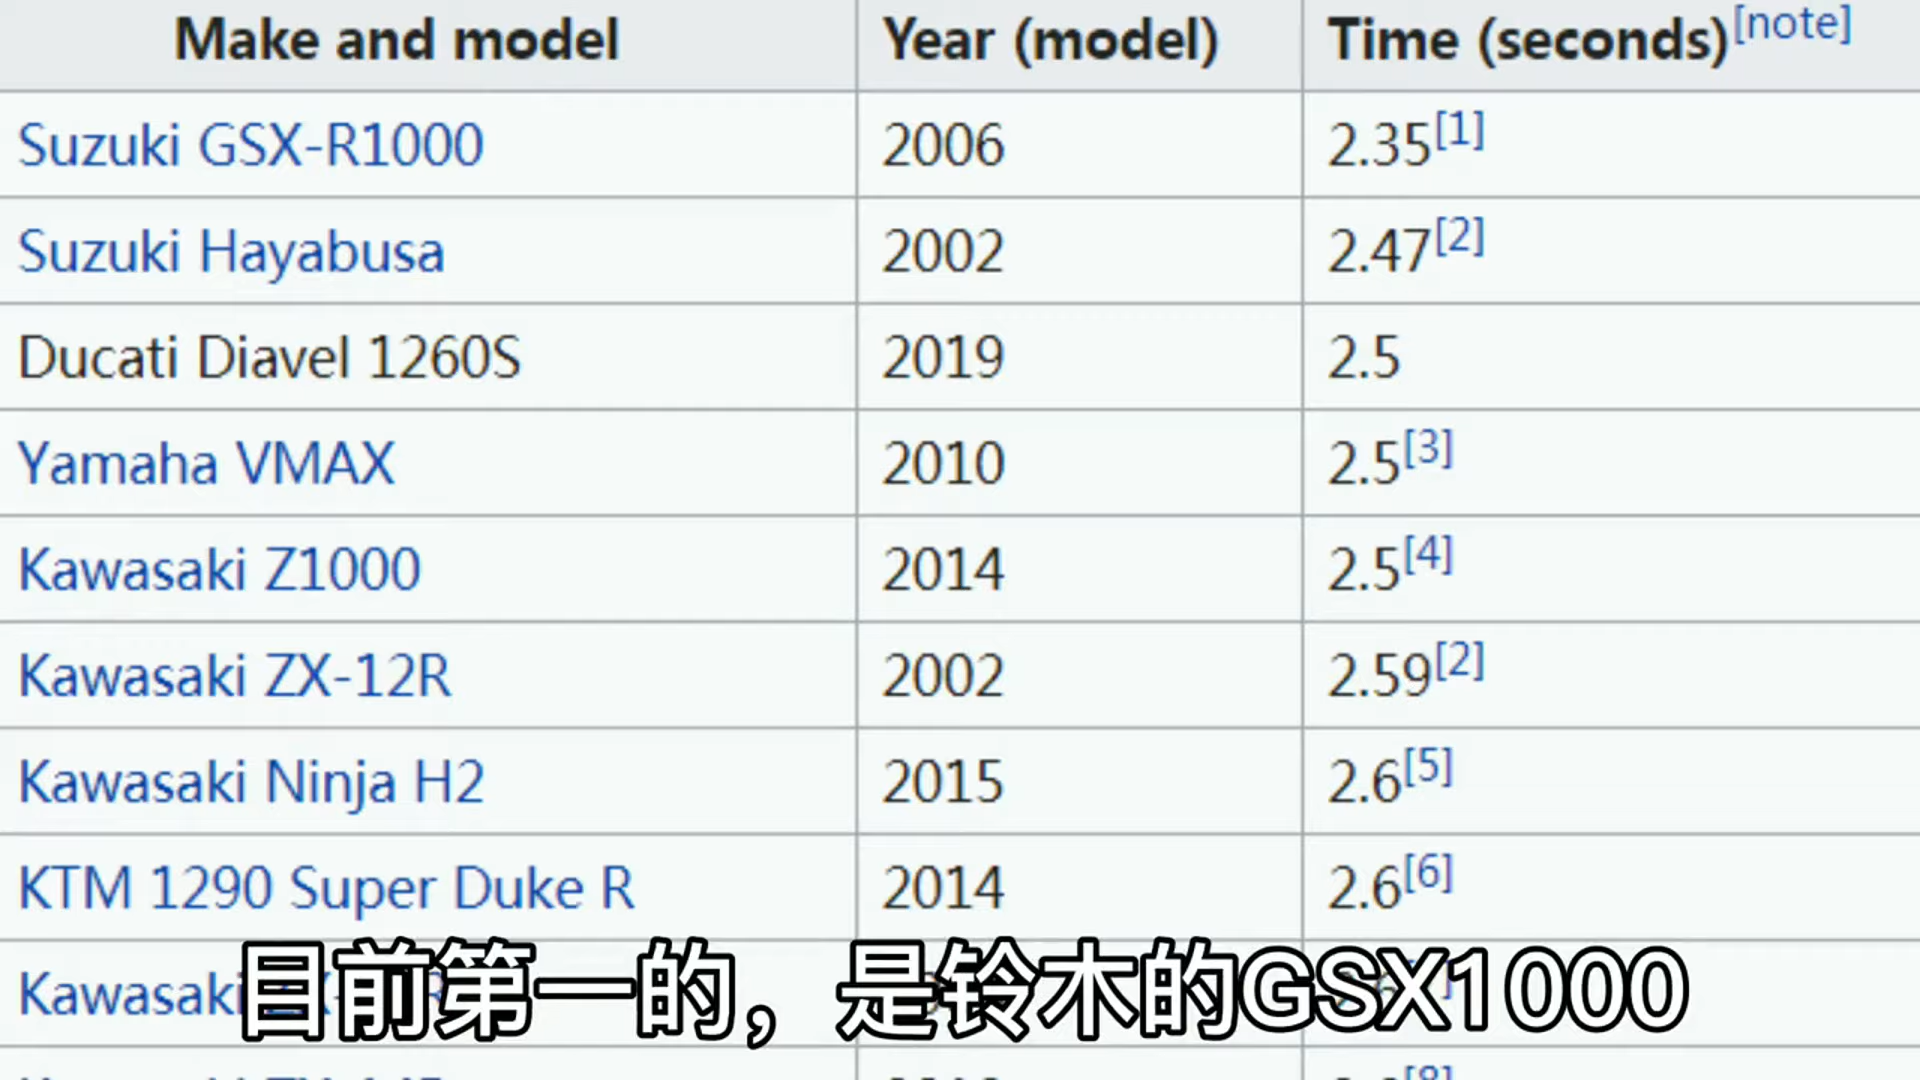 Make and model Year (model) Time (seconds)[note]
Suzuki GSX-R1000 2006 2.35[1]
Suzuki Hayabusa 2002 2.47[2]
Ducati Diavel 1260S 2019 2.5
Yamaha VMAX 2010 2.5[3]
Kawasaki Z1000 2014 2.5[4]
Kawasaki ZX-12R 2002 2.59[2]
Kawasaki Ninja H2 2015 2.6[5]
KTM 1290 Super Duke R 2014 2.6[6]
Kawasaki
目前第一的，是铃木的GSX1000